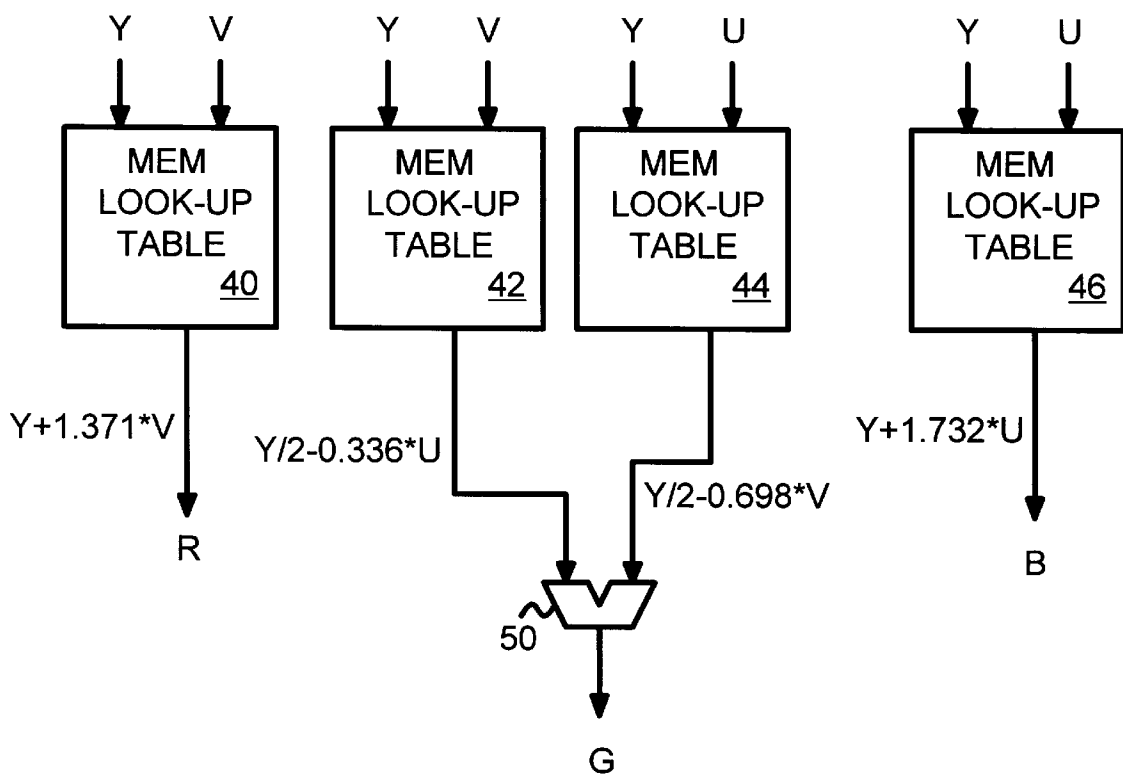 Y V Y V Y U Y U
MEM LOOK-UP TABLE 40
MEM LOOK-UP TABLE 42
MEM LOOK-UP TABLE 44
MEM LOOK-UP TABLE 46
Y+1.371*V
Y/2-0.336*U
Y/2-0.698*V
Y+1.732*U
R
B
50
G